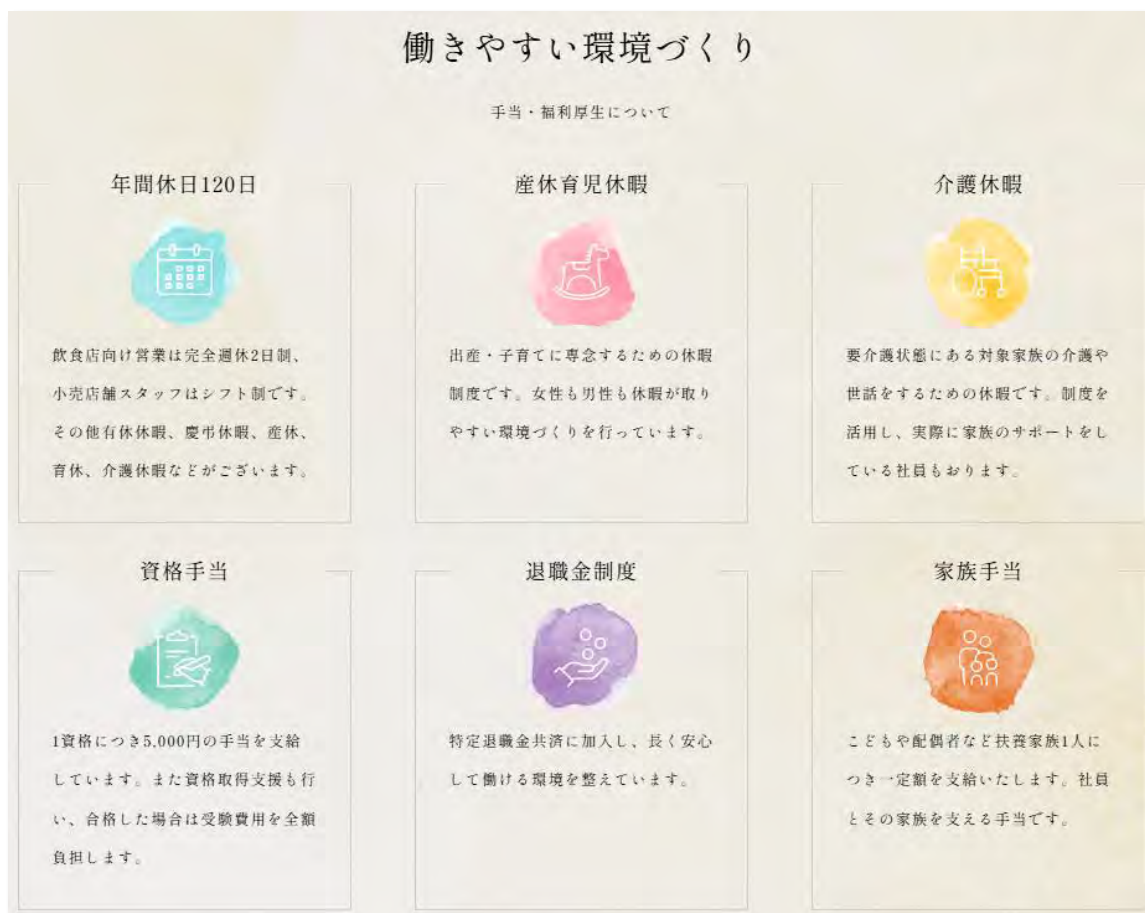 働きやすい環境づくり
手当・福利厚生について
年間休日120日
飲食店向け営業は完全週休2日制、
小売店舗スタッフはシフト制です。
その他有休休暇、慶弔休暇、産休、
育休、介護休暇などがございます。
産休育児休暇
出産・子育てに専念するための休暇
制度です。女性も男性も休暇が取り
やすい環境づくりを行っています。
介護休暇
要介護状態にある対象家族の介護や
世話をするための休暇です。制度を
活用し、実際に家族のサポートをし
ている社員もおります。
資格手当
1資格につき5,000円の手当を支給
しています。また資格取得支援も行
い、合格した場合は受験費用を全額
負担します。
退職金制度
特定退職金共済に加入し、長く安心
して働ける環境を整えています。
家族手当
こどもや配偶者など扶養家族1人に
つき一定額を支給いたします。社員
とその家族を支える手当です。